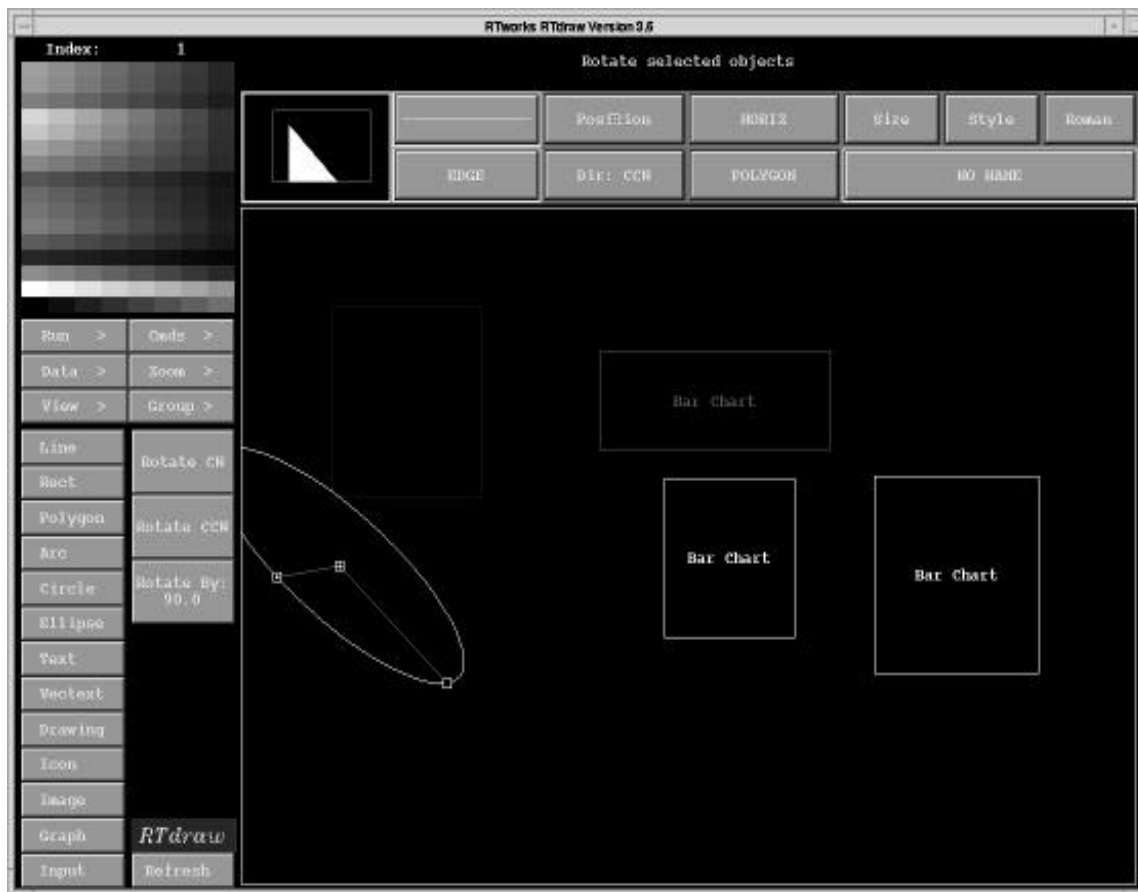 RTworks RTdraw Version 3.6
Index: 1
Rotate selected objects
Position
HORIZ
Size
Style
Roman
EDGE
Dir: CCW
POLYGON
NO NAME
Run >
Cmds >
Data >
Zoom >
View >
Group >
Line
Rect
Polygon
Arc
Circle
Ellipse
Text
Vectext
Drawing
Icon
Image
Graph
Input
Rotate CW
Rotate CCW
Rotate By:
90.0
RTdraw
Refresh
Bar Chart
Bar Chart
Bar Chart